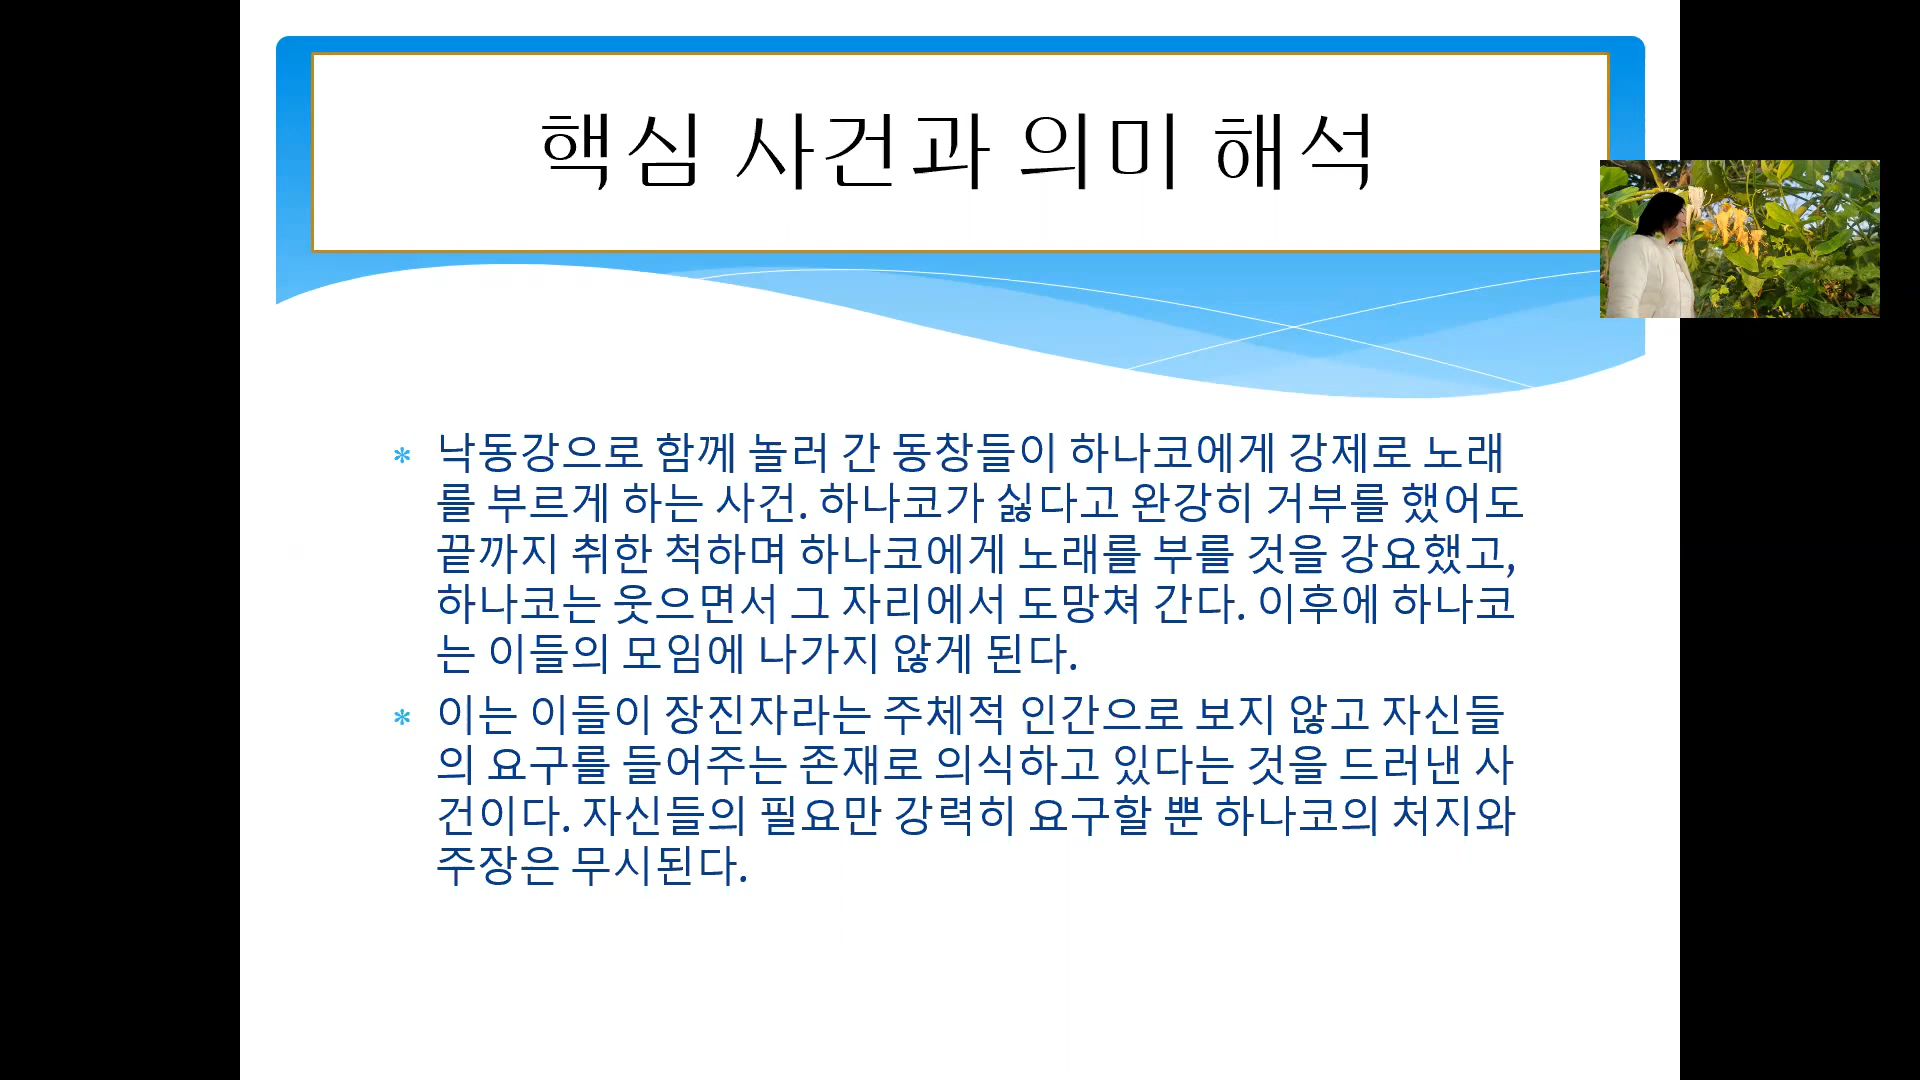 핵심 사건과 의미 해석
* 낙동강으로 함께 놀러 간 동창들이 하나코에게 강제로 노래
를 부르게 하는 사건. 하나코가 싫다고 완강히 거부를 했어도
끝까지 취한 척하며 하나코에게 노래를 부를 것을 강요했고,
하나코는 웃으면서 그 자리에서 도망쳐 간다. 이후에 하나코
는 이들의 모임에 나가지 않게 된다.
* 이는 이들이 장진자라는 주체적 인간으로 보지 않고 자신들
의 요구를 들어주는 존재로 의식하고 있다는 것을 드러낸 사
건이다. 자신들의 필요만 강력히 요구할 뿐 하나코의 처지와
주장은 무시된다.